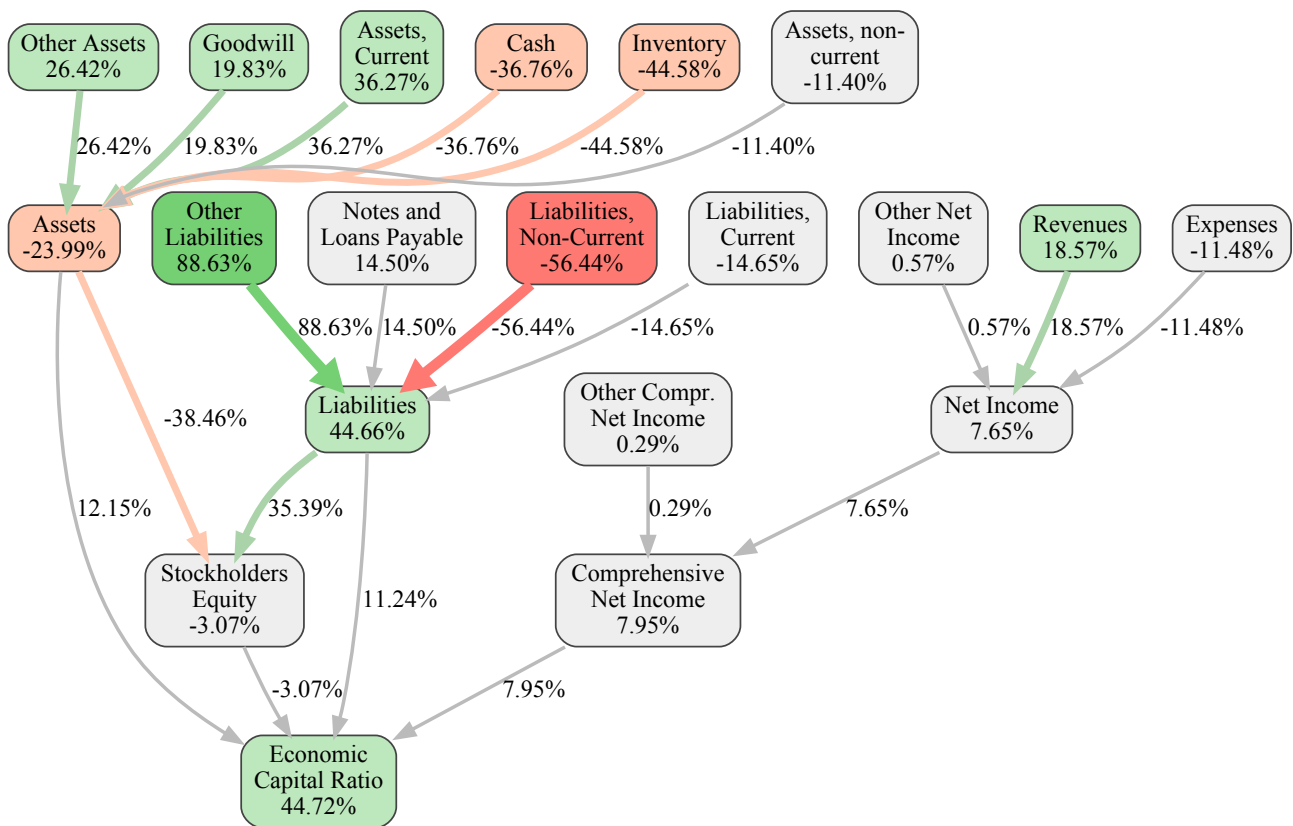 Other Assets
26.42%
Goodwill
19.83%
Assets,
Current
36.27%
Cash
-36.76%
Inventory
-44.58%
Assets, non-
current
-11.40%
26.42%
19.83%
36.27%
-36.76%
-44.58%
-11.40%
Assets
-23.99%
Other
Liabilities
88.63%
Notes and
Loans Payable
14.50%
Liabilities,
Non-Current
-56.44%
Liabilities,
Current
-14.65%
Other Net
Income
0.57%
Revenues
18.57%
Expenses
-11.48%
88.63%
14.50%
-56.44%
-14.65%
0.57%
18.57%
-11.48%
-38.46%
Liabilities
44.66%
Other Compr.
Net Income
0.29%
Net Income
7.65%
12.15%
35.39%
0.29%
7.65%
Stockholders
Equity
-3.07%
11.24%
Comprehensive
Net Income
7.95%
-3.07%
7.95%
Economic
Capital Ratio
44.72%